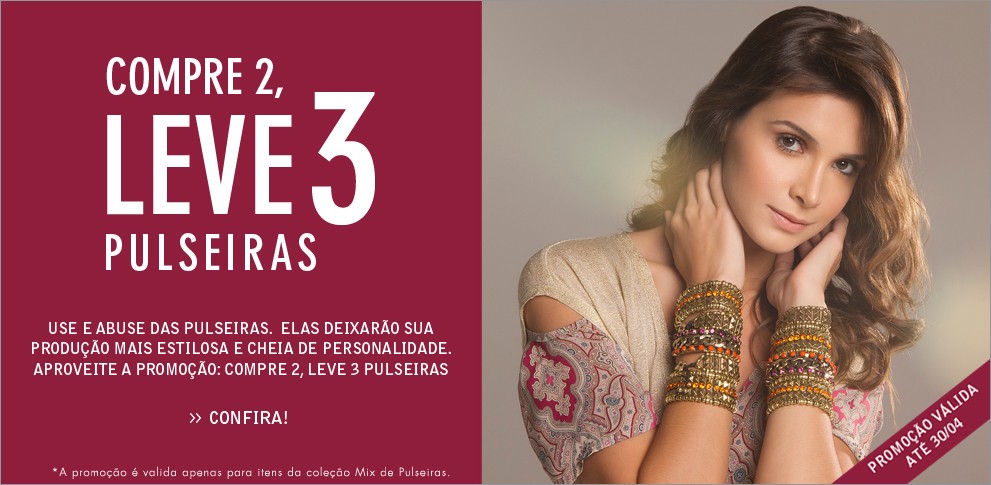 COMPRE 2,
LEVE 3
PULSEIRAS
USE E ABUSE DAS PULSEIRAS. ELAS DEIXARÃO SUA
PRODUÇÃO MAIS ESTILOSA E CHEIA DE PERSONALIDADE.
APROVEITE A PROMOÇÃO: COMPRE 2, LEVE 3 PULSEIRAS
>> CONFIRA!
*A promoção é valida apenas para itens da coleção Mix de Pulseiras.
PROMOÇÃO VÁLIDA
ATÉ 30/04